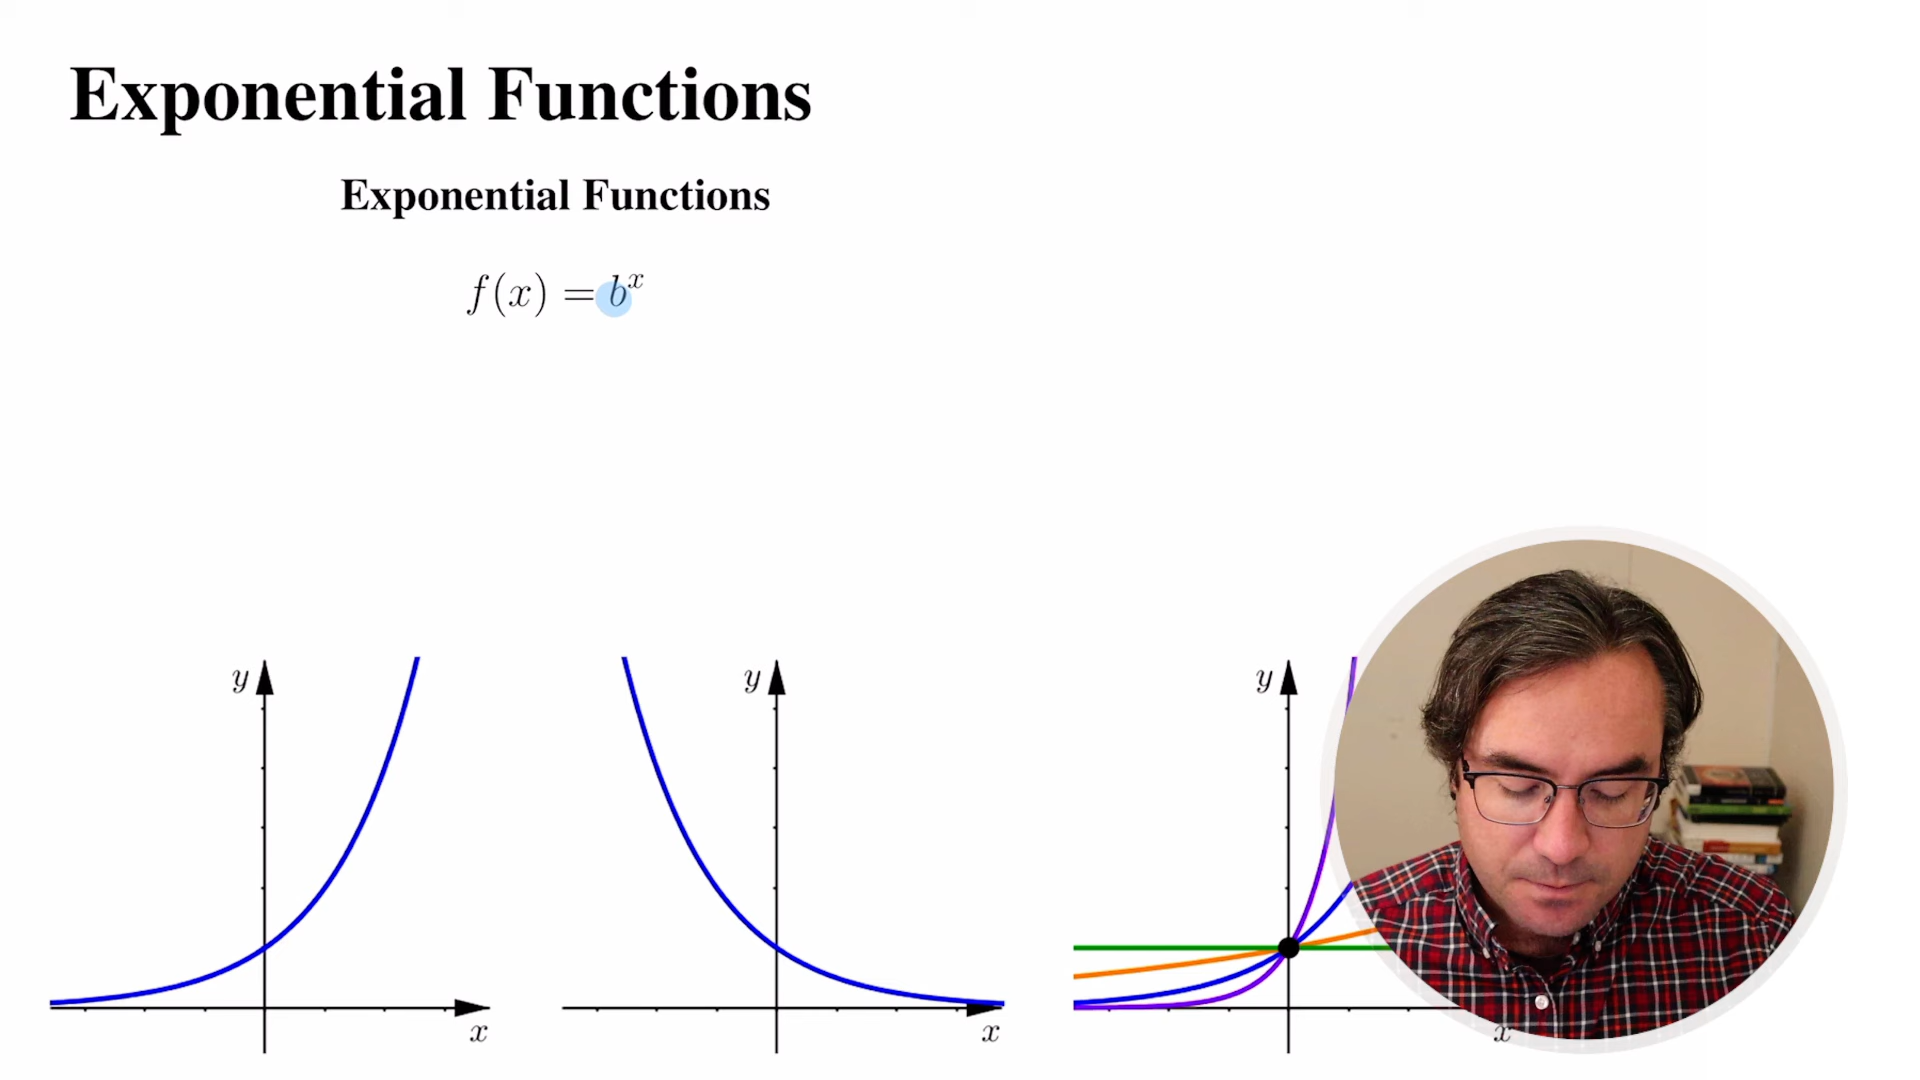 Exponential Functions
Exponential Functions
f(x) = b^x
y
y
y
x
x
x